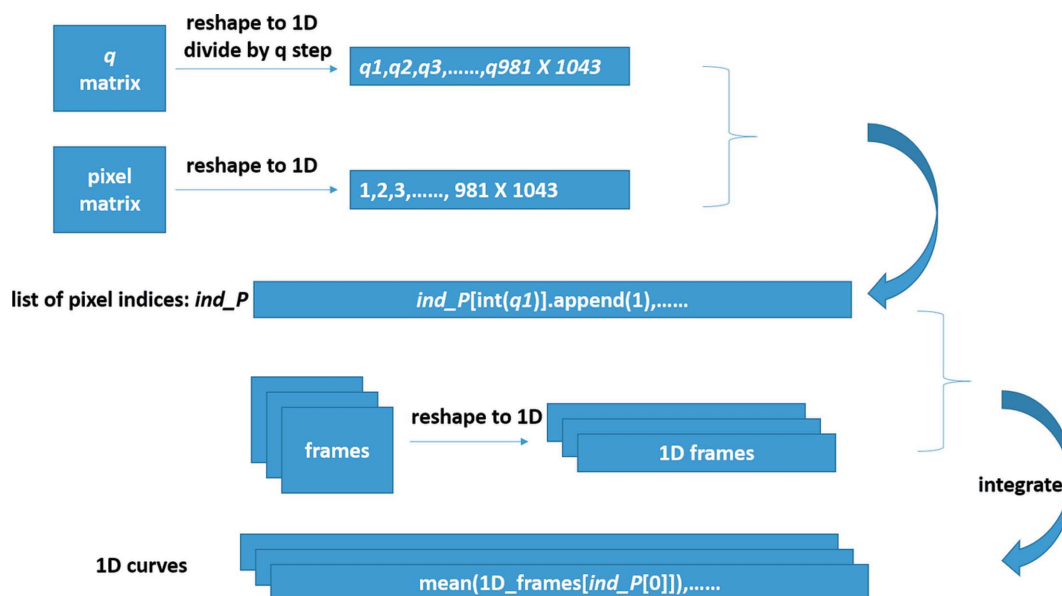 reshape to 1D
divide by q step
q
matrix
q1,q2,q3,……,q981 X 1043
pixel
matrix
reshape to 1D
1,2,3,……, 981 X 1043
list of pixel indices: ind_P
ind_P[int(q1)].append(1),……
frames
reshape to 1D
1D frames
integrate
1D curves
mean(1D_frames[ind_P[0]]),……